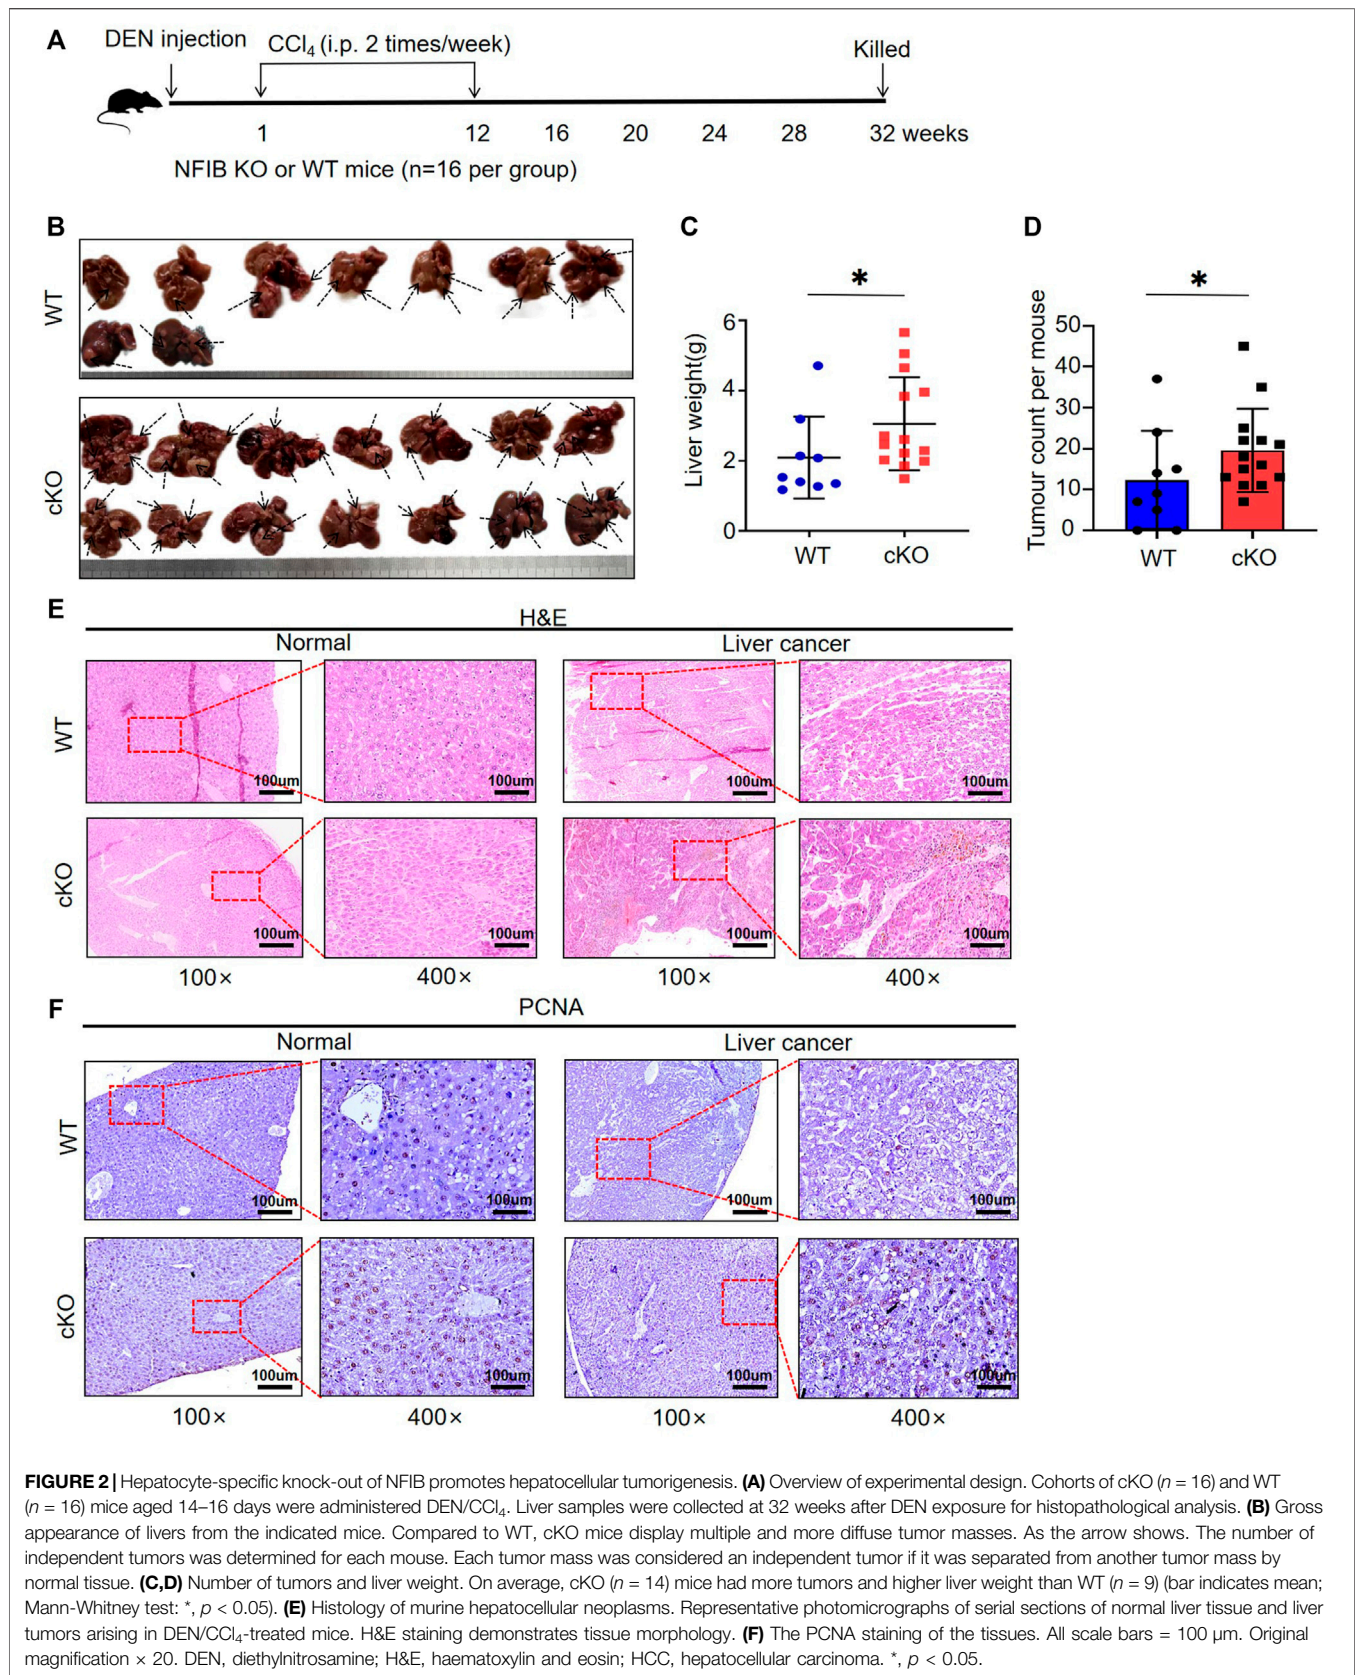 A
DEN injection
CCl4 (i.p. 2 times/week)
Killed
1 12 16 20 24 28 32 weeks
NFIB KO or WT mice (n=16 per group)
B
WT
cKO
C
*
Liver weight(g)
6
4
2
0
WT cKO
D
*
Tumour count per mouse
50
40
30
20
10
0
WT cKO
E
H&E
Normal Liver cancer
WT
100um 100um 100um 100um
cKO
100um 100um 100um 100um
100× 400× 100× 400×
F
PCNA
Normal Liver cancer
WT
100um 100um 100um 100um
cKO
100um 100um 100um 100um
100× 400× 100× 400×
FIGURE 2 | Hepatocyte-specific knock-out of NFIB promotes hepatocellular tumorigenesis. (A) Overview of experimental design. Cohorts of cKO (n = 16) and WT
(n = 16) mice aged 14–16 days were administered DEN/CCl4. Liver samples were collected at 32 weeks after DEN exposure for histopathological analysis. (B) Gross
appearance of livers from the indicated mice. Compared to WT, cKO mice display multiple and more diffuse tumor masses. As the arrow shows. The number of
independent tumors was determined for each mouse. Each tumor mass was considered an independent tumor if it was separated from another tumor mass by
normal tissue. (C,D) Number of tumors and liver weight. On average, cKO (n = 14) mice had more tumors and higher liver weight than WT (n = 9) (bar indicates mean;
Mann-Whitney test: *, p < 0.05). (E) Histology of murine hepatocellular neoplasms. Representative photomicrographs of serial sections of normal liver tissue and liver
tumors arising in DEN/CCl4-treated mice. H&E staining demonstrates tissue morphology. (F) The PCNA staining of the tissues. All scale bars = 100 μm. Original
magnification × 20. DEN, diethylnitrosamine; H&E, haematoxylin and eosin; HCC, hepatocellular carcinoma. *, p < 0.05.